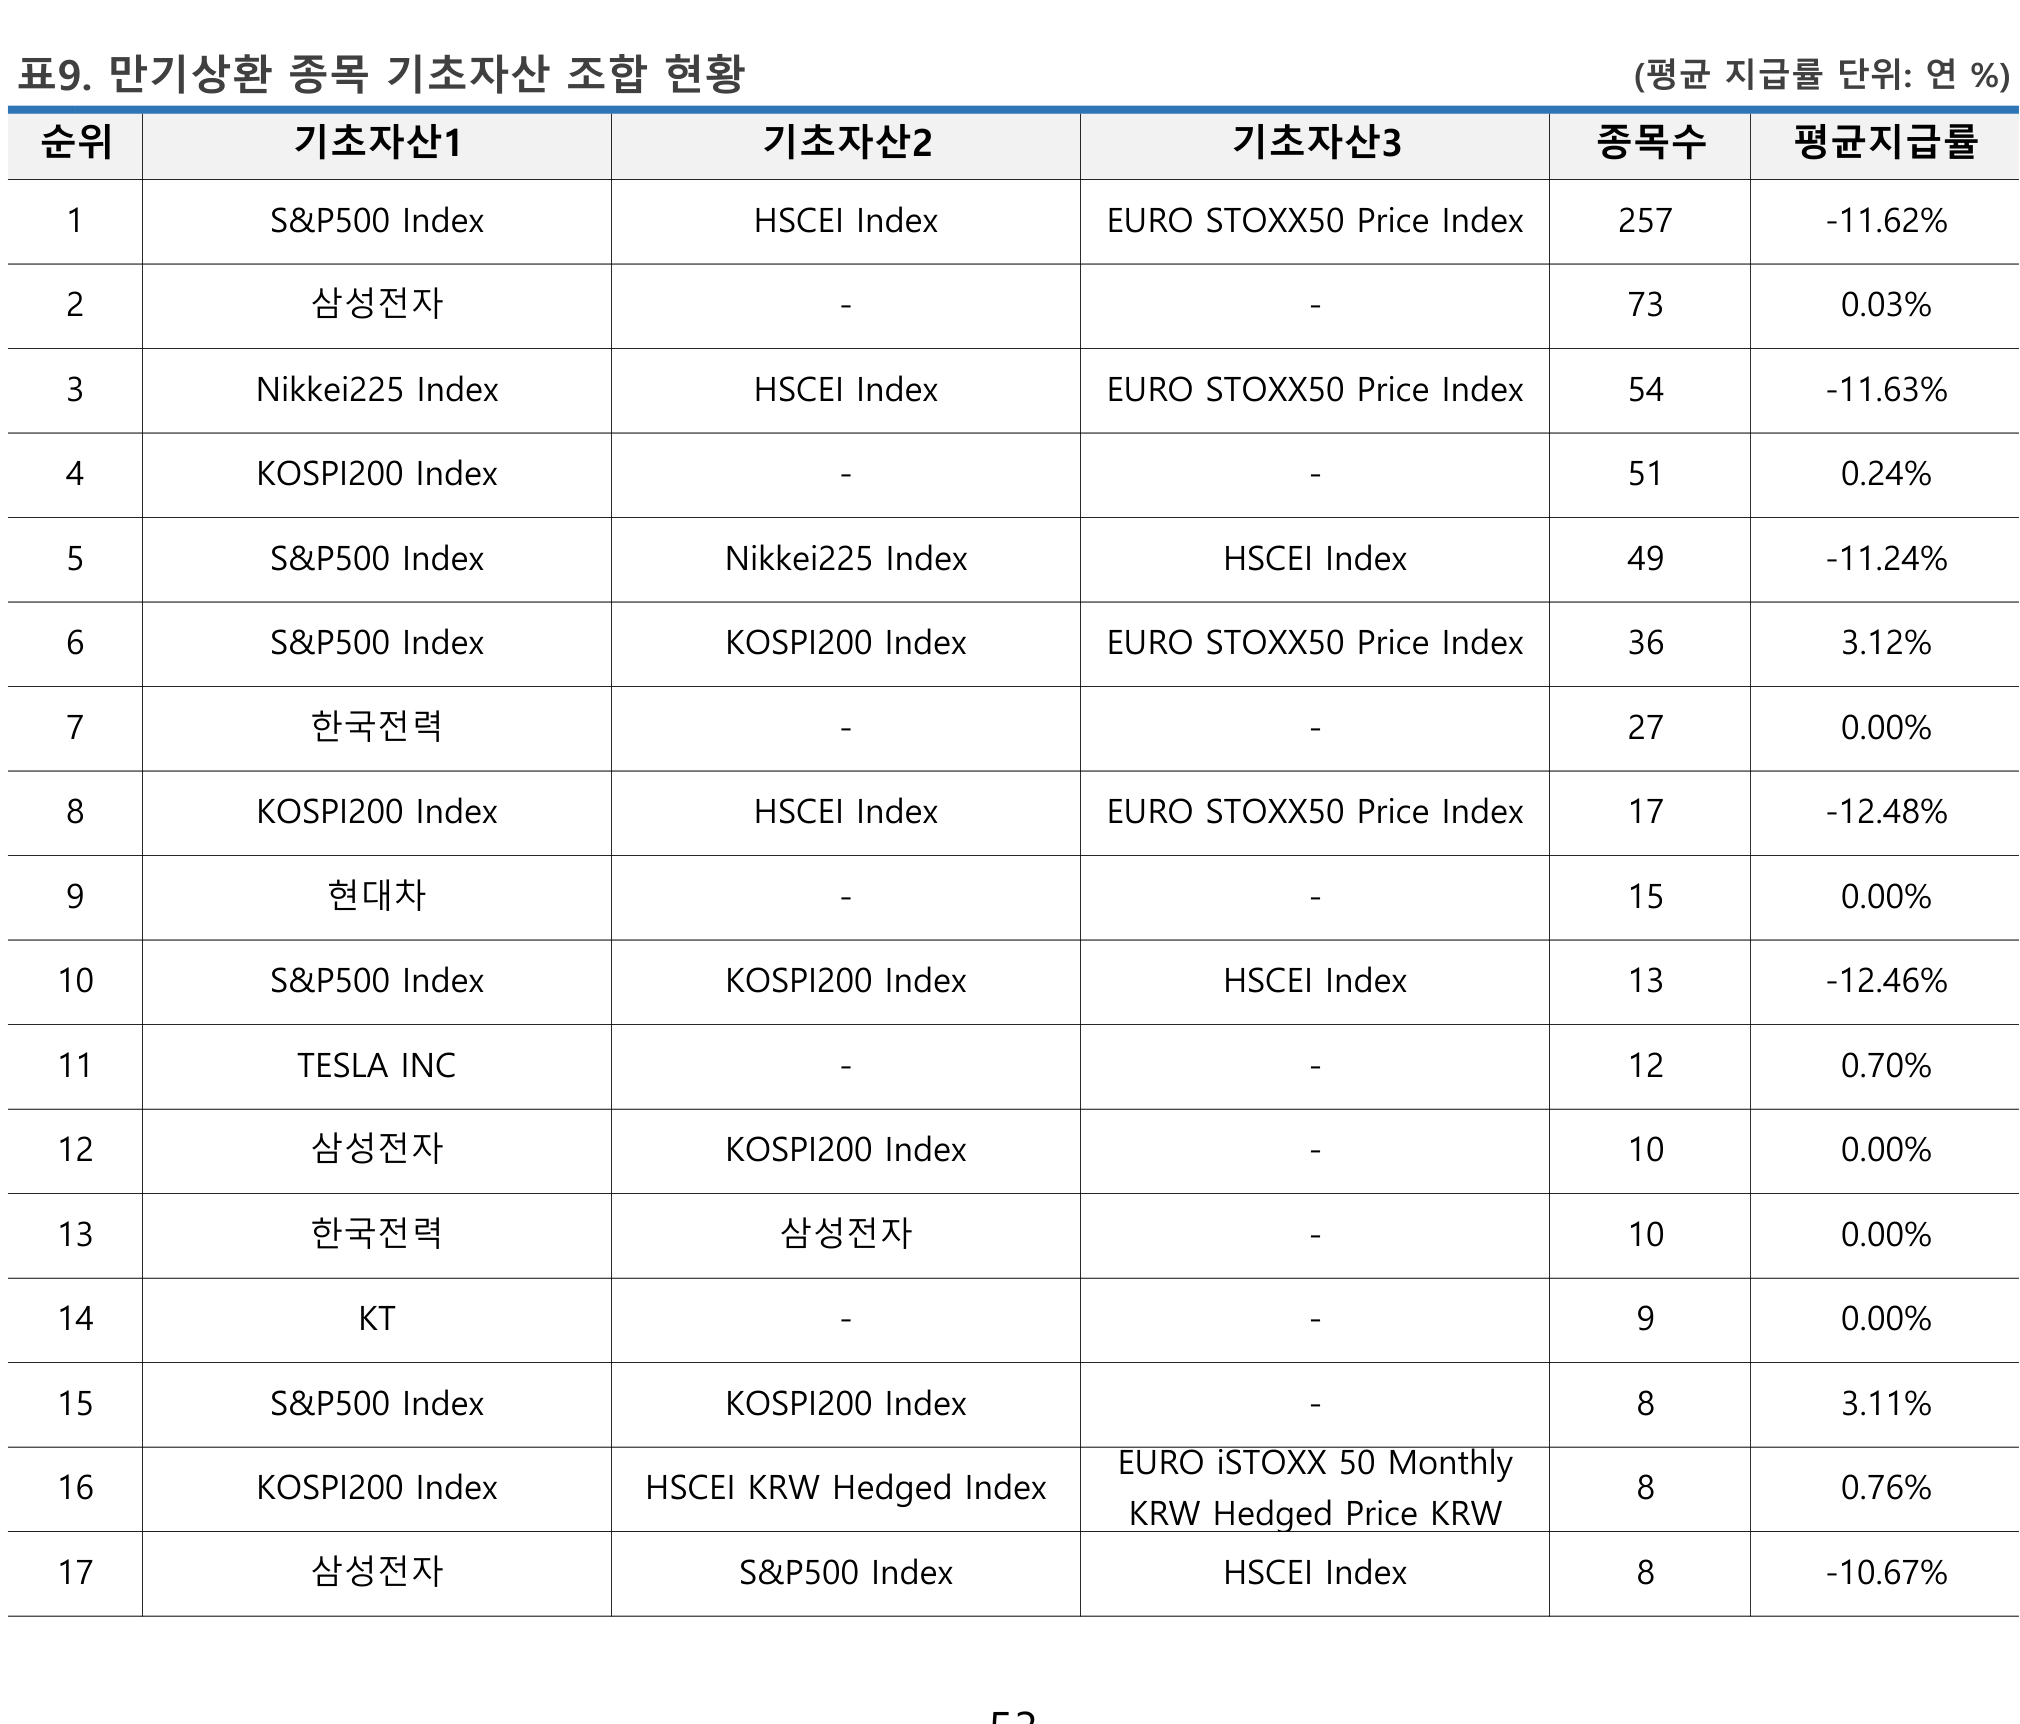 표9. 만기상환 종목 기초자산 조합 현황 (평균 지급률 단위: 연 %)
순위 기초자산1 기초자산2 기초자산3 종목수 평균지급률
1 S&P500 Index HSCEI Index EURO STOXX50 Price Index 257 -11.62%
2 삼성전자 - - 73 0.03%
3 Nikkei225 Index HSCEI Index EURO STOXX50 Price Index 54 -11.63%
4 KOSPI200 Index - - 51 0.24%
5 S&P500 Index Nikkei225 Index HSCEI Index 49 -11.24%
6 S&P500 Index KOSPI200 Index EURO STOXX50 Price Index 36 3.12%
7 한국전력 - - 27 0.00%
8 KOSPI200 Index HSCEI Index EURO STOXX50 Price Index 17 -12.48%
9 현대차 - - 15 0.00%
10 S&P500 Index KOSPI200 Index HSCEI Index 13 -12.46%
11 TESLA INC - - 12 0.70%
12 삼성전자 KOSPI200 Index - 10 0.00%
13 한국전력 삼성전자 - 10 0.00%
14 KT - - 9 0.00%
15 S&P500 Index KOSPI200 Index - 8 3.11%
16 KOSPI200 Index HSCEI KRW Hedged Index EURO iSTOXX 50 Monthly
KRW Hedged Price KRW 8 0.76%
17 삼성전자 S&P500 Index HSCEI Index 8 -10.67%